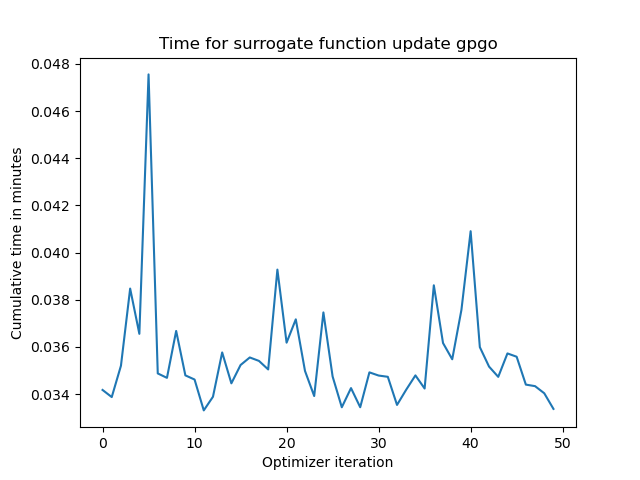 Time for surrogate function update gpgo
Cumulative time in minutes
0.048
0.046
0.044
0.042
0.040
0.038
0.036
0.034
0 10 20 30 40 50
Optimizer iteration